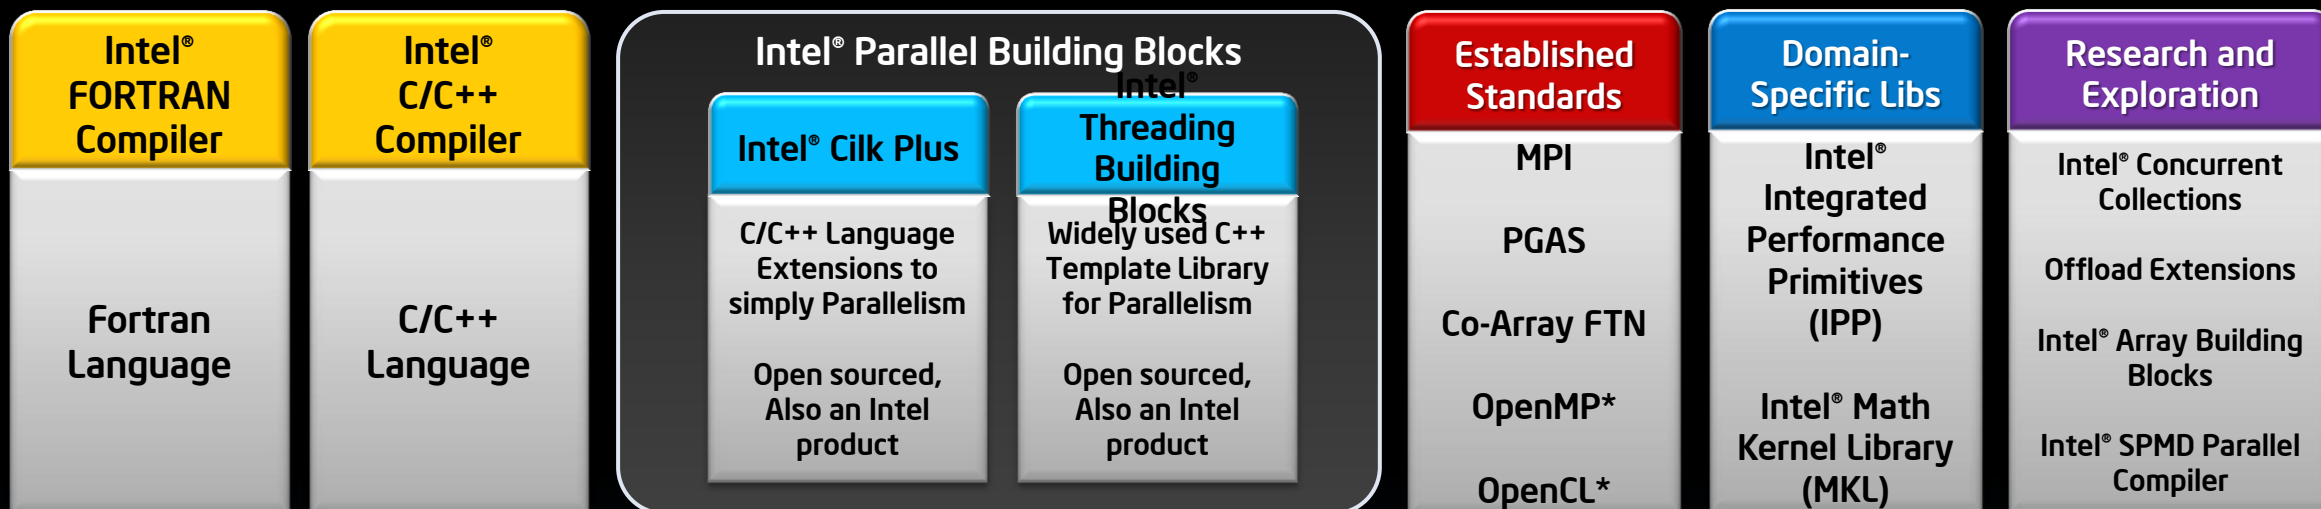 Intel®
FORTRAN
Compiler
Fortran
Language
Intel®
C/C++
Compiler
C/C++
Language
Intel® Parallel Building Blocks
Intel® Cilk Plus
C/C++ Language
Extensions to
simply Parallelism
Open sourced,
Also an Intel
product
Intel®
Threading
Building
Blocks
Widely used C++
Template Library
for Parallelism
Open sourced,
Also an Intel
product
Established
Standards
MPI
PGAS
Co-Array FTN
OpenMP*
OpenCL*
Domain-
Specific Libs
Intel®
Integrated
Performance
Primitives
(IPP)
Intel® Math
Kernel Library
(MKL)
Research and
Exploration
Intel® Concurrent
Collections
Offload Extensions
Intel® Array Building
Blocks
Intel® SPMD Parallel
Compiler